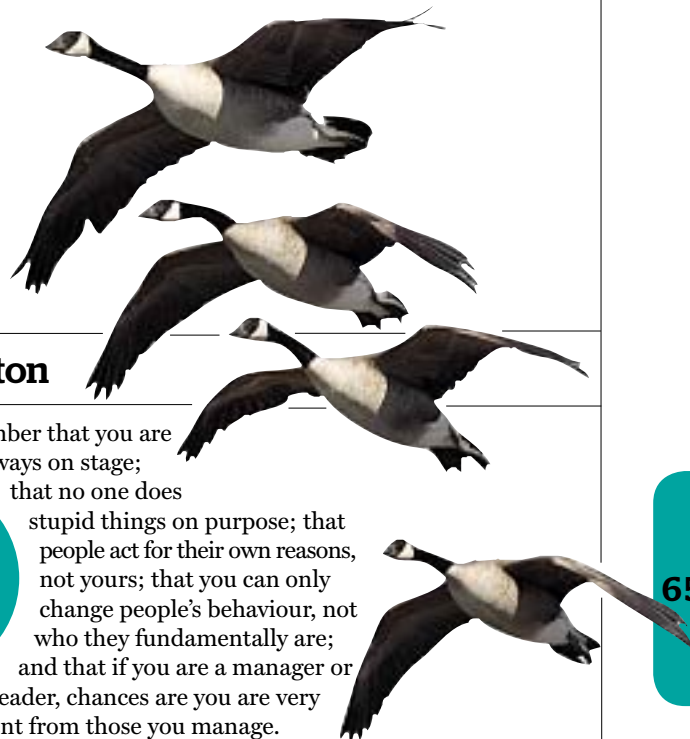 ton
mber that you are
ways on stage;
that no one does
stupid things on purpose; that
people act for their own reasons,
not yours; that you can only
change people’s behaviour, not
who they fundamentally are;
and that if you are a manager or
eader, chances are you are very
nt from those you manage.
65